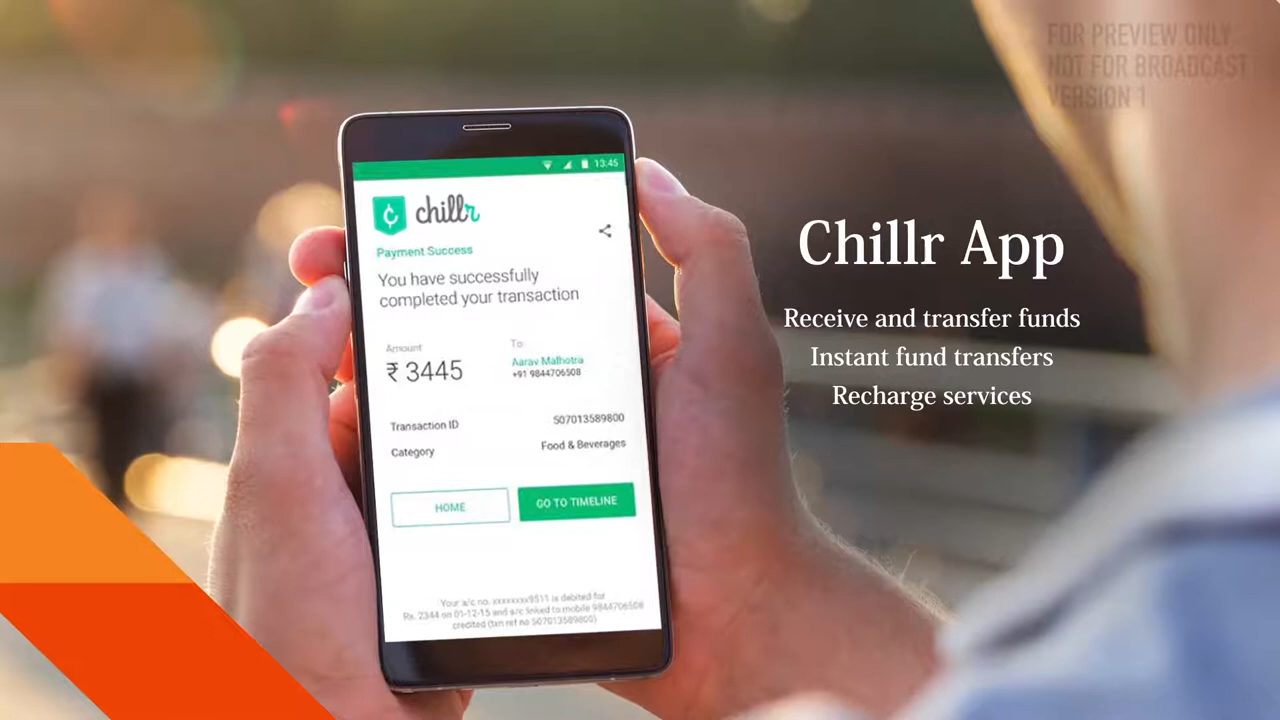 FOR PREVIEW ONLY
NOT FOR BROADCAST
VERSION 1
13:45
chillr
Payment Success
You have successfully
completed your transaction
Amount
₹ 3445
To
Aarav Malhotra
+91 9844706508
Transaction ID
S07013589800
Category
Food & Beverages
HOME
GO TO TIMELINE
Your a/c no. xxxxxxxx9511 is debited for
Rs. 2344 on 01-12-15 and a/c linked to mobile 9844706508
credited (txn ref no S07013589800)
Chillr App
Receive and transfer funds
Instant fund transfers
Recharge services